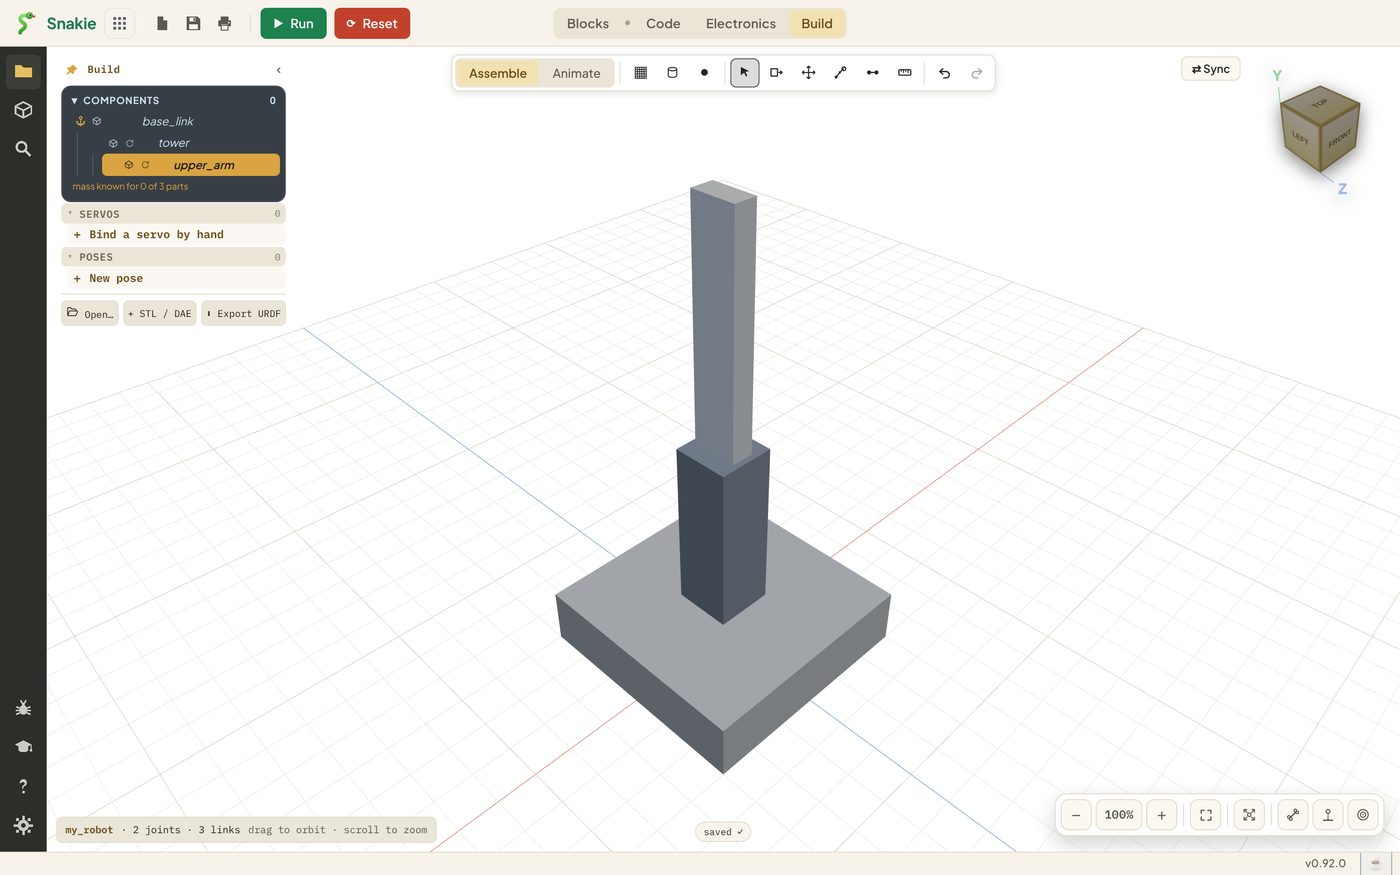 Snakie
Run
Reset
Blocks
Code
Electronics
Build
Build
Assemble
Animate
Sync
Y
TOP
LEFT
FRONT
Z
COMPONENTS 0
base_link
tower
upper_arm
mass known for 0 of 3 parts
SERVOS 0
+ Bind a servo by hand
POSES 0
+ New pose
Open…
+ STL / DAE
Export URDF
my_robot · 2 joints · 3 links drag to orbit · scroll to zoom
saved ✓
− 100% +
v0.92.0